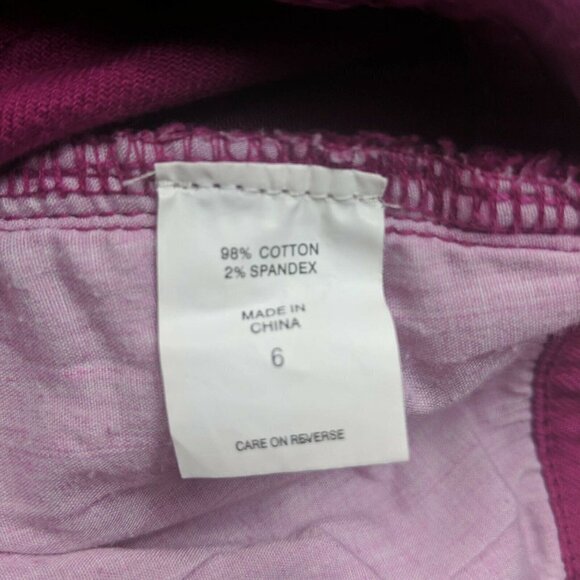 98% COTTON
2% SPANDEX
MADE IN
CHINA
6
CARE ON REVERSE